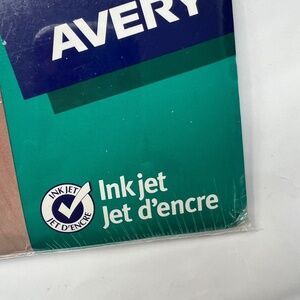 AVERY
INK JET
JET D'ENCRE
Ink jet
Jet d'encre